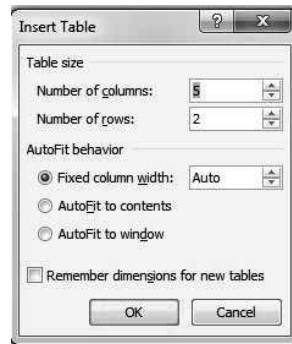 Insert Table
?
Table size
Number of columns: 5
Number of rows: 2
AutoFit behavior
Fixed column width: Auto
AutoFit to contents
AutoFit to window
Remember dimensions for new tables
OK Cancel